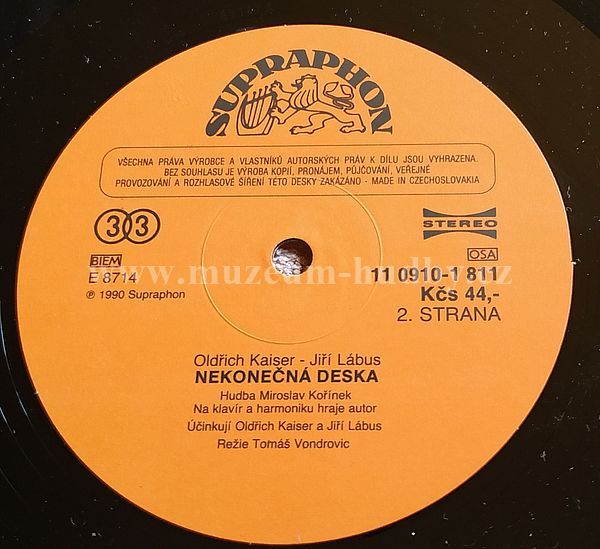 SUPRAPHON
VŠECHNA PRÁVA VÝROBCE A VLASTNÍKŮ AUTORSKÝCH PRÁV K DÍLU JSOU VYHRAZENA.
BEZ SOUHLASU JE VÝROBA KOPIÍ, PRONÁJEM, PŮJČOVÁNÍ, VEŘEJNÉ
PROVOZOVÁNÍ A ROZHLASOVÉ ŠÍŘENÍ TÉTO DESKY ZAKÁZÁNO - MADE IN CZECHOSLOVAKIA
33
STEREO
BIEM
OSA
E 8714
11 0910-1 811
www.muzeum-hudby.cz
℗ 1990 Supraphon
Kčs 44,-
2. STRANA
Oldřich Kaiser - Jiří Lábus
NEKONEČNÁ DESKA
Hudba Miroslav Kořínek
Na klavír a harmoniku hraje autor
Účinkují Oldřich Kaiser a Jiří Lábus
Režie Tomáš Vondrovic